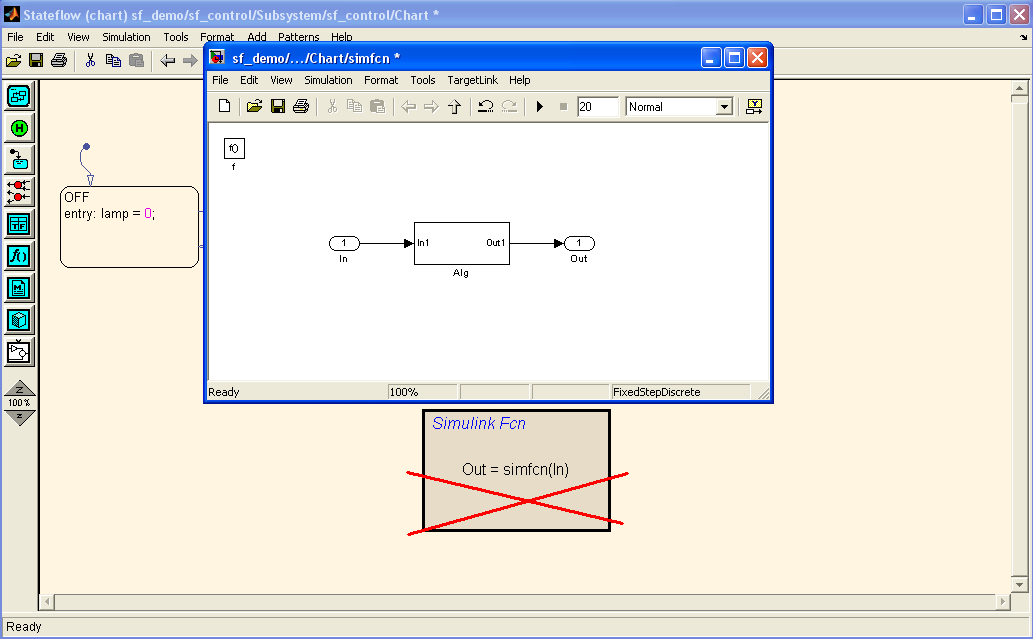 Stateflow (chart) sf_demo/sf_control/Subsystem/sf_control/Chart *
File Edit View Simulation Tools Format Add Patterns Help
sf_demo/.../Chart/simfcn *
File Edit View Simulation Format Tools TargetLink Help
20 Normal
f()
f
OFF
entry: lamp = 0;
1 In1 Out1 1
In Out
Alg
100%
Ready 100% FixedStepDiscrete
Simulink Fcn
Out = simfcn(In)
Ready